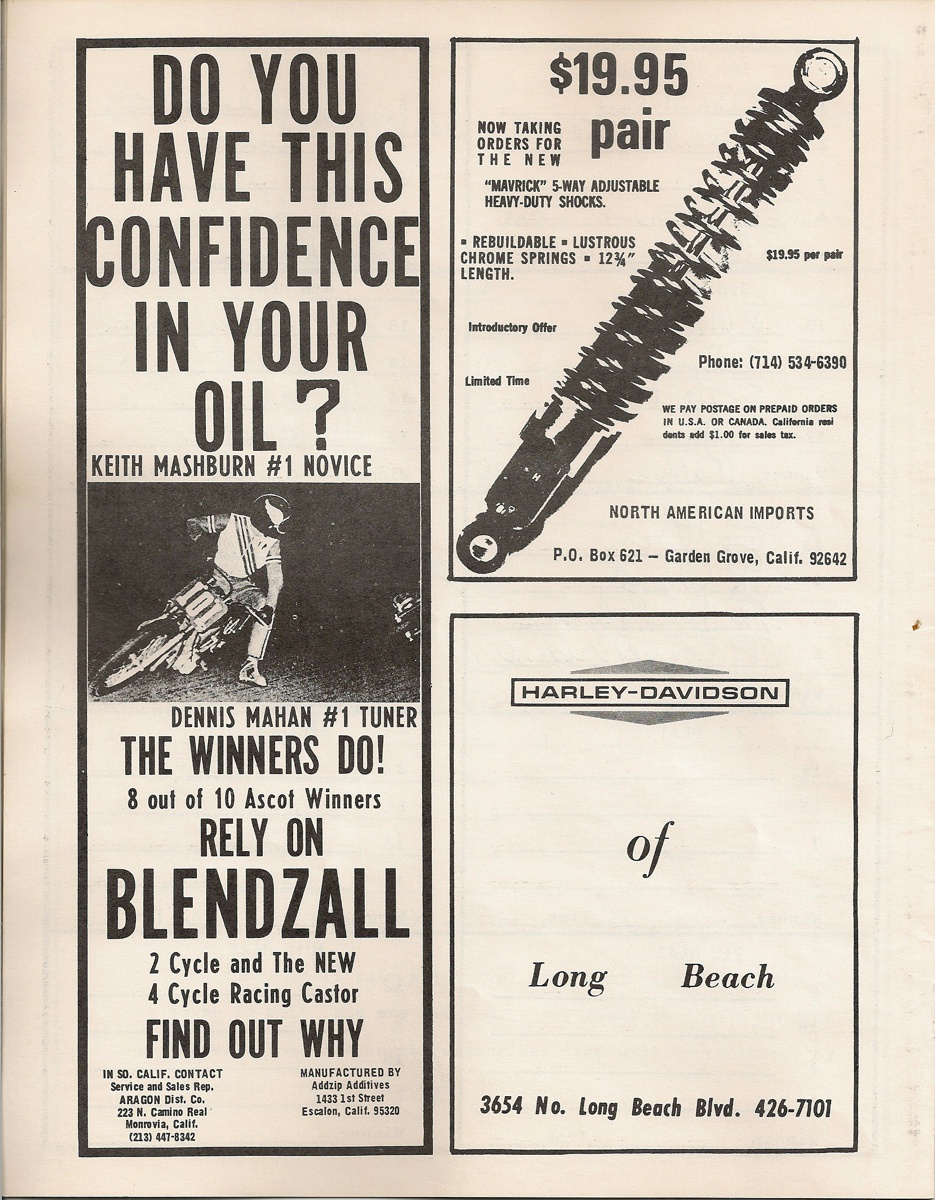 DO YOU
HAVE THIS
CONFIDENCE
IN YOUR
OIL?
KEITH MASHBURN #1 NOVICE
DENNIS MAHAN #1 TUNER
THE WINNERS DO!
8 out of 10 Ascot Winners
RELY ON
BLENDZALL
2 Cycle and The NEW
4 Cycle Racing Castor
FIND OUT WHY
IN SO. CALIF. CONTACT
Service and Sales Rep.
ARAGON Dist. Co.
223 N. Camino Real
Monrovia, Calif.
(213) 447-8342
MANUFACTURED BY
Addzip Additives
1433 1st Street
Escalon, Calif. 95320
$19.95
pair
NOW TAKING
ORDERS FOR
THE NEW
"MAVRICK" 5-WAY ADJUSTABLE
HEAVY-DUTY SHOCKS.
▪ REBUILDABLE ▪ LUSTROUS
CHROME SPRINGS ▪ 12¾"
LENGTH.
$19.95 per pair
Introductory Offer
Phone: (714) 534-6390
Limited Time
WE PAY POSTAGE ON PREPAID ORDERS
IN U.S.A. OR CANADA. California resi
dents add $1.00 for sales tax.
NORTH AMERICAN IMPORTS
P.O. Box 621 – Garden Grove, Calif. 92642
HARLEY-DAVIDSON
of
Long Beach
3654 No. Long Beach Blvd. 426-7101